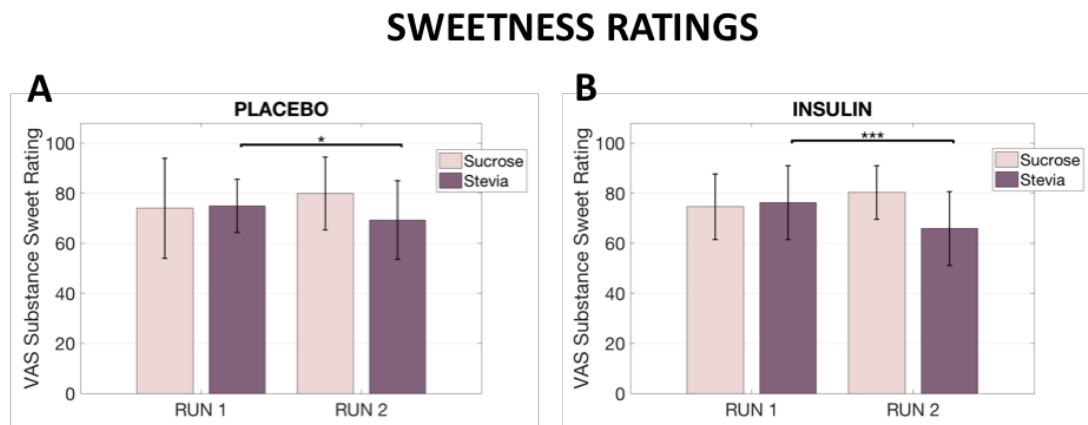 SWEETNESS RATINGS
A
PLACEBO
VAS Substance Sweet Rating
100
80
60
40
20
0
*
Sucrose
Stevia
RUN 1
RUN 2
B
INSULIN
VAS Substance Sweet Rating
100
80
60
40
20
0
***
Sucrose
Stevia
RUN 1
RUN 2